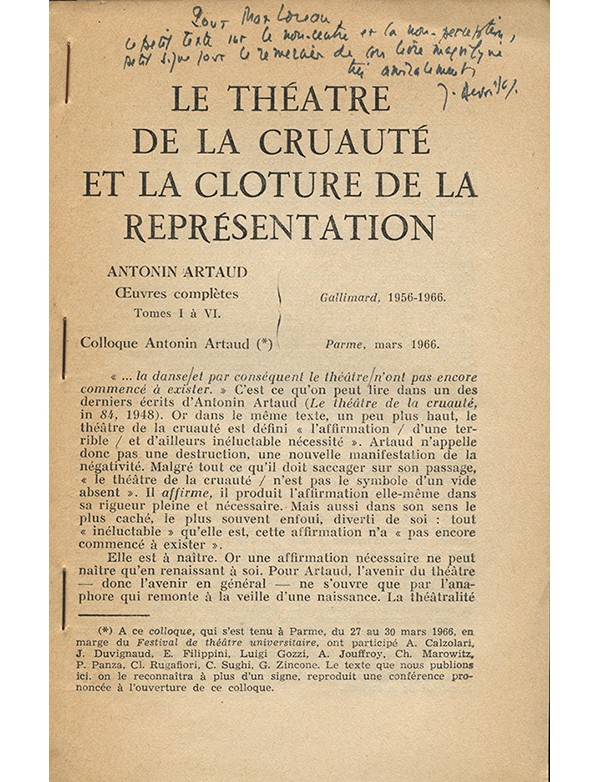 Pour Max Loreau
ce petit texte sur le non-centre et la non-perception,
petit signe pour le remercier de son livre magnifique
très amicalement,
J.
LE THÉATRE
DE LA CRUAUTÉ
ET LA CLOTURE DE LA
REPRÉSENTATION
ANTONIN ARTAUD
Œuvres complètes
Tomes I à VI.
Gallimard, 1956-1966.
Colloque Antonin Artaud (*)
Parme, mars 1966.
« ... la danse/et par conséquent le théâtre/n'ont pas encore
commencé à exister. » C'est ce qu'on peut lire dans un des
derniers écrits d'Antonin Artaud (Le théâtre de la cruauté,
in 84, 1948). Or dans le même texte, un peu plus haut, le
théâtre de la cruauté est défini « l'affirmation / d'une ter-
rible / et d'ailleurs inéluctable nécessité ». Artaud n'appelle
donc pas une destruction, une nouvelle manifestation de la
négativité. Malgré tout ce qu'il doit saccager sur son passage,
« le théâtre de la cruauté / n'est pas le symbole d'un vide
absent ». Il affirme, il produit l'affirmation elle-même dans
sa rigueur pleine et nécessaire. Mais aussi dans son sens le
plus caché, le plus souvent enfoui, diverti de soi : tout
« inéluctable » qu'elle est, cette affirmation n'a « pas encore
commencé à exister ».
Elle est à naître. Or une affirmation nécessaire ne peut
naître qu'en renaissant à soi. Pour Artaud, l'avenir du théâtre
— donc l'avenir en général — ne s'ouvre que par l'ana-
phore qui remonte à la veille d'une naissance. La théâtralité
(*) A ce colloque, qui s'est tenu à Parme, du 27 au 30 mars 1966, en
marge du Festival de théâtre universitaire, ont participé A. Calzolari,
J. Duvignaud, E. Filippini, Luigi Gozzi, A. Jouffroy, Ch. Marowitz,
P. Panza, Cl. Rugafiori, C. Sughi, G. Zincone. Le texte que nous publions
ici, on le reconnaîtra à plus d'un signe, reproduit une conférence pro-
noncée à l'ouverture de ce colloque.